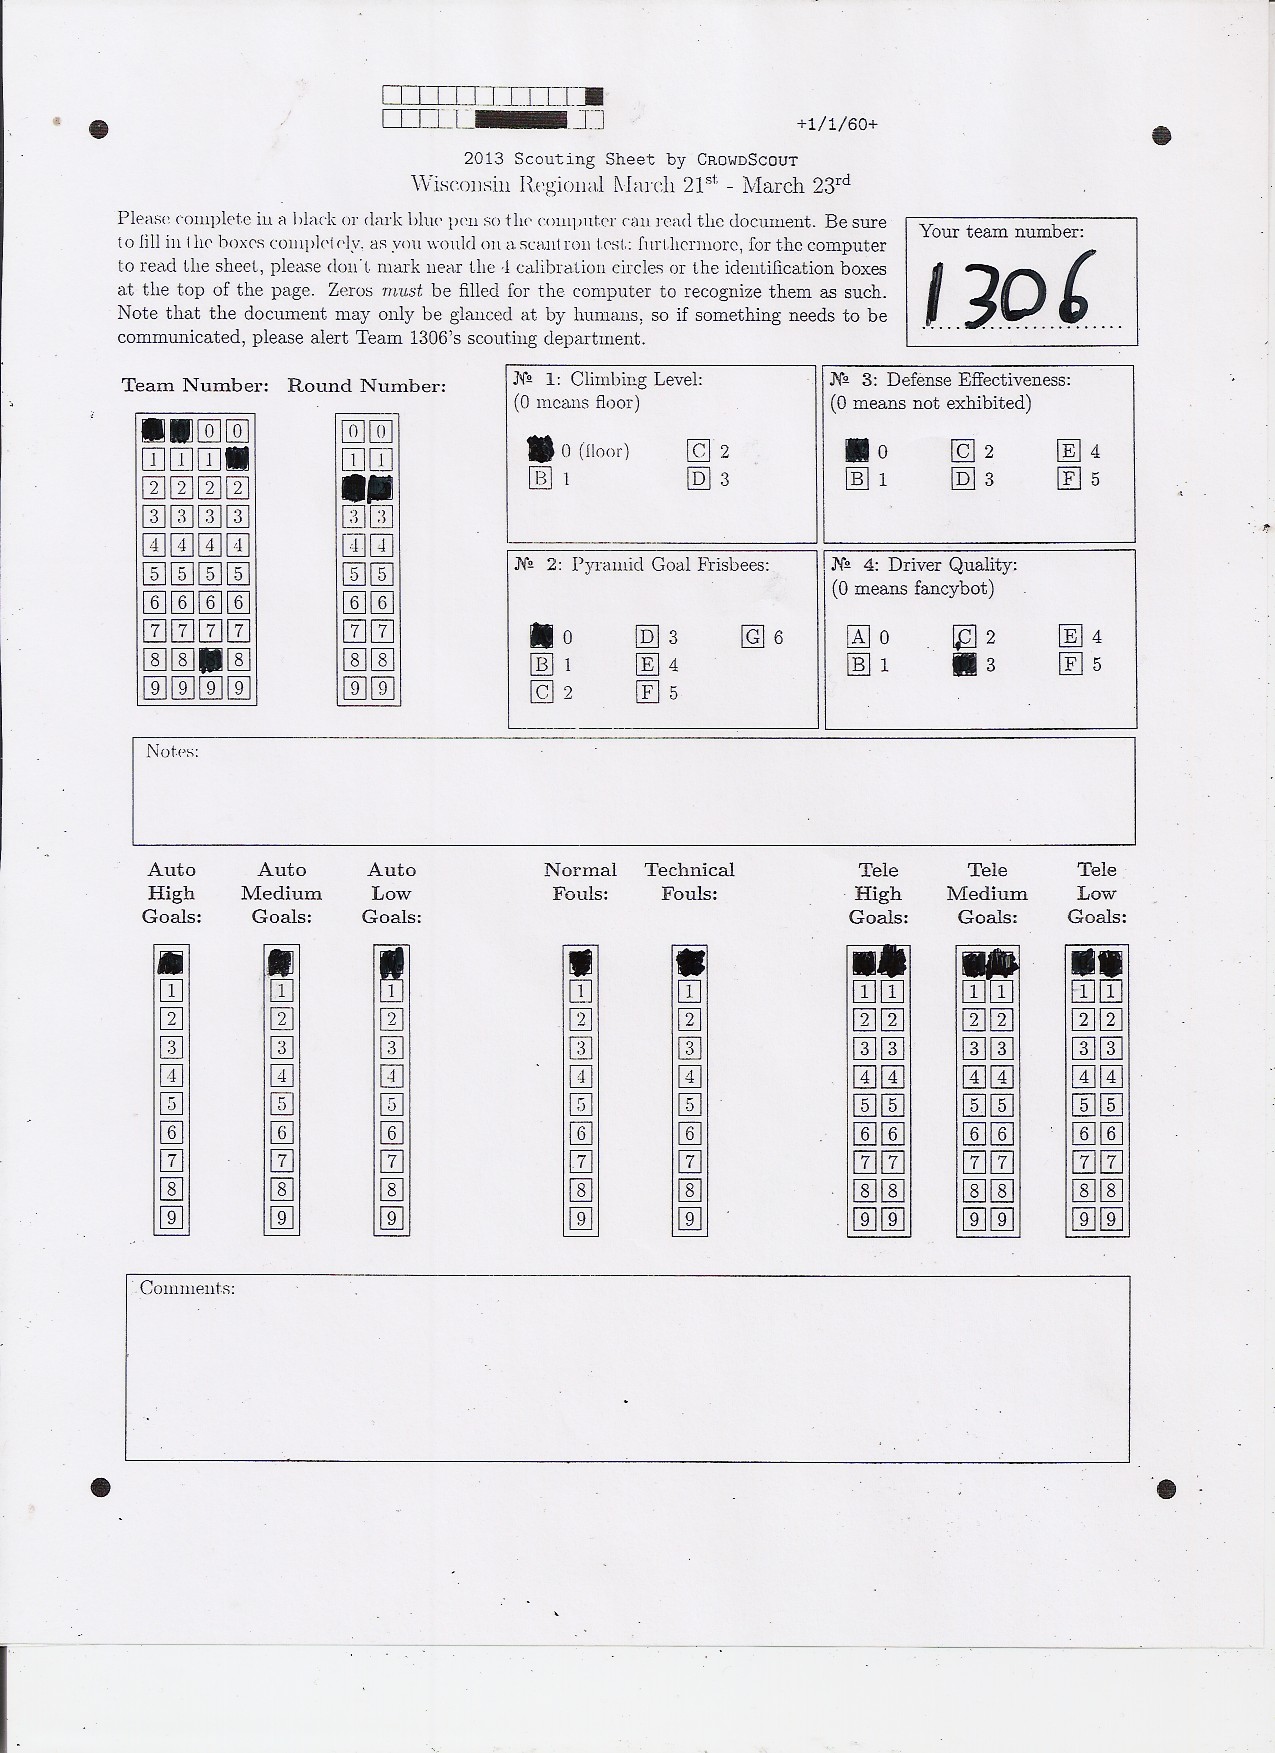 +1/1/60+
2013 Scouting Sheet by CrowdScout
Wisconsin Regional March 21st - March 23rd
Please complete in a black or dark blue pen so the computer can read the document. Be sure
to fill in the boxes completely, as you would on a scantron test; furthermore, for the computer
to read the sheet, please don't mark near the 4 calibration circles or the identification boxes
at the top of the page. Zeros must be filled for the computer to recognize them as such.
Note that the document may only be glanced at by humans, so if something needs to be
communicated, please alert Team 1306's scouting department.
Your team number:
1306
Team Number: Round Number:
0 0 0 0
1 1 1 1 1
2 2 2 2
3 3 3 3 3 3
4 4 4 4 4 4
5 5 5 5 5 5
6 6 6 6 6 6
7 7 7 7 7 7
8 8 8 8 8
9 9 9 9 9 9
№ 1: Climbing Level:
(0 means floor)
0 (floor) C 2
B 1 D 3
№ 3: Defense Effectiveness:
(0 means not exhibited)
0 C 2 E 4
B 1 D 3 F 5
№ 2: Pyramid Goal Frisbees:
0 D 3 G 6
B 1 E 4
C 2 F 5
№ 4: Driver Quality:
(0 means fancybot)
A 0 C 2 E 4
B 1 3 F 5
Notes:
Auto High Goals:
Auto Medium Goals:
Auto Low Goals:
Normal Fouls:
Technical Fouls:
Tele High Goals:
Tele Medium Goals:
Tele Low Goals:
1 1 1 1 1 1 1 1 1 1 1
2 2 2 2 2 2 2 2 2 2 2
3 3 3 3 3 3 3 3 3 3 3
4 4 4 4 4 4 4 4 4 4 4
5 5 5 5 5 5 5 5 5 5 5
6 6 6 6 6 6 6 6 6 6 6
7 7 7 7 7 7 7 7 7 7 7
8 8 8 8 8 8 8 8 8 8 8
9 9 9 9 9 9 9 9 9 9 9
Comments: